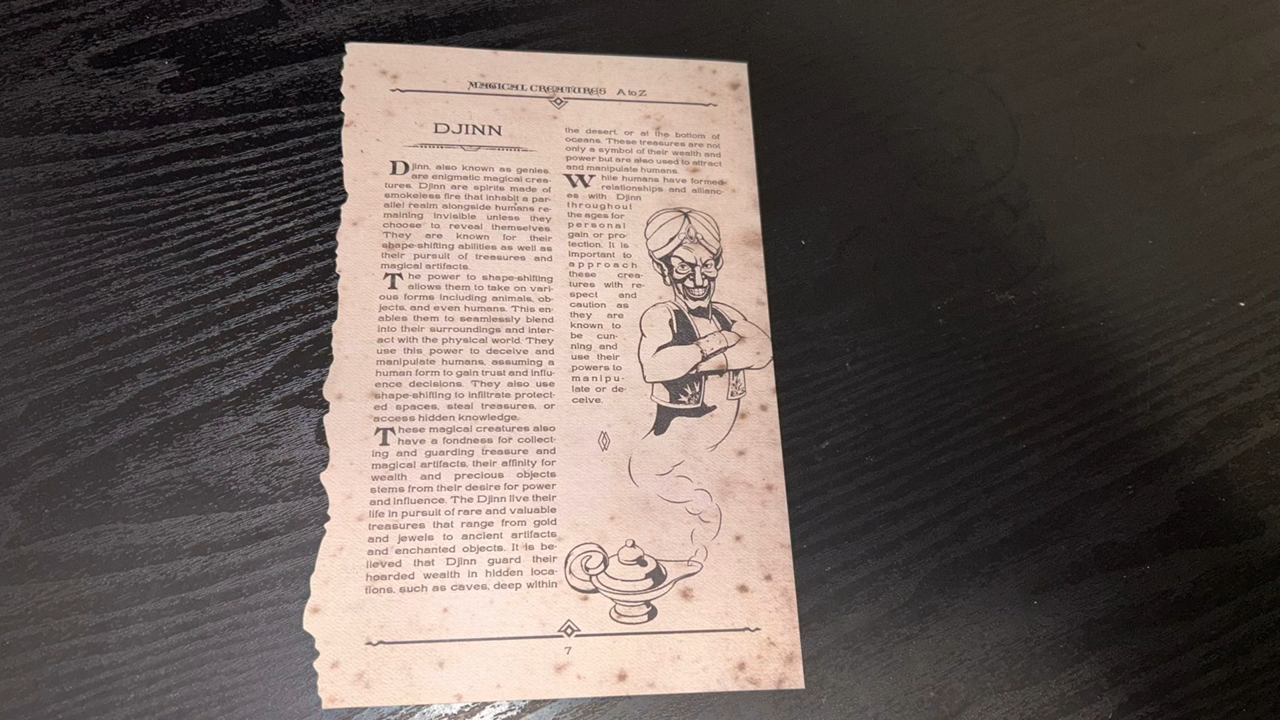 MAGICAL CREATURES A to Z
DJINN
Djinn, also known as genies,
are enigmatic magical crea-
tures. Djinn are spirits made of
smokeless fire that inhabit a par-
allel realm alongside humans re-
maining invisible unless they
choose to reveal themselves.
They are known for their
shape-shifting abilities as well as
their pursuit of treasures and
magical artifacts.
The power to shape-shifting
allows them to take on vari-
ous forms including animals, ob-
jects, and even humans. This en-
ables them to seamlessly blend
into their surroundings and inter-
act with the physical world. They
use this power to deceive and
manipulate humans, assuming a
human form to gain trust and influ-
ence decisions. They also use
shape-shifting to infiltrate protect-
ed spaces, steal treasures, or
access hidden knowledge.
These magical creatures also
have a fondness for collect-
ing and guarding treasure and
magical artifacts, their affinity for
wealth and precious objects
stems from their desire for power
and influence. The Djinn live their
life in pursuit of rare and valuable
treasures that range from gold
and jewels to ancient artifacts
and enchanted objects. It is be-
lieved that Djinn guard their
hoarded wealth in hidden loca-
tions, such as caves, deep within
the desert, or at the bottom of
oceans. These treasures are not
only a symbol of their wealth and
power but are also used to attract
and manipulate humans.
While humans have formed
relationships and allianc-
es with Djinn
throughout
the ages for
personal
gain or pro-
tection. It is
important to
approach
these crea-
tures with re-
spect and
caution as
they are
known to
be cun-
ning and
use their
powers to
manipu-
late or de-
ceive.
7